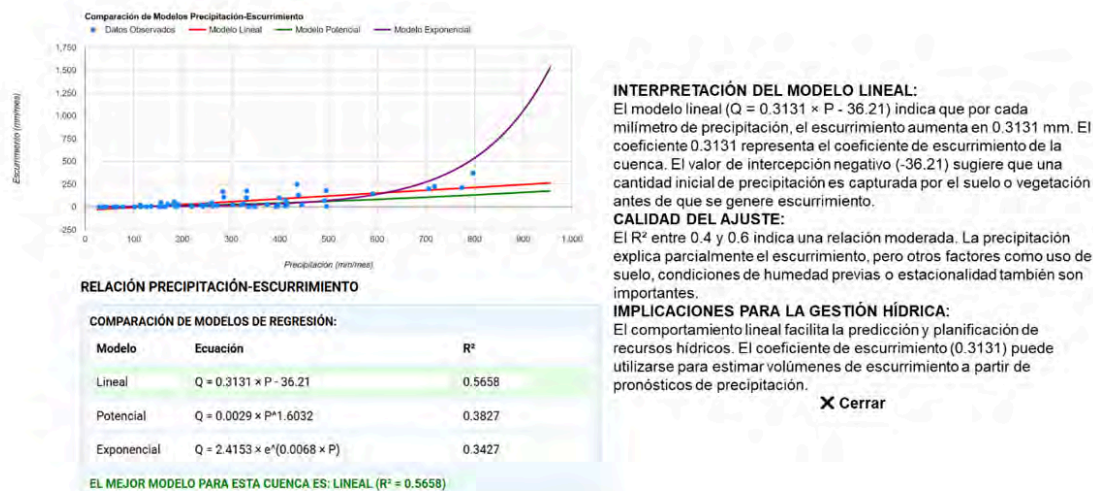 Comparación de Modelos Precipitación-Escurrimiento
Datos Observados Modelo Lineal Modelo Potencial Modelo Exponencial
1,750
1,500
1,250
1,000
750
500
250
0
-250
Escurrimiento (mm/mes)
0 100 200 300 400 500 600 700 800 900 1.000
Precipitación (mm/mes)
RELACIÓN PRECIPITACIÓN-ESCURRIMIENTO
COMPARACIÓN DE MODELOS DE REGRESIÓN:
Modelo Ecuación R²
Lineal Q = 0.3131 × P - 36.21 0.5658
Potencial Q = 0.0029 × P^1.6032 0.3827
Exponencial Q = 2.4153 × e^(0.0068 × P) 0.3427
EL MEJOR MODELO PARA ESTA CUENCA ES: LINEAL (R² = 0.5658)
INTERPRETACIÓN DEL MODELO LINEAL:
El modelo lineal (Q = 0.3131 × P - 36.21) indica que por cada
milímetro de precipitación, el escurrimiento aumenta en 0.3131 mm. El
coeficiente 0.3131 representa el coeficiente de escurrimiento de la
cuenca. El valor de intercepción negativo (-36.21) sugiere que una
cantidad inicial de precipitación es capturada por el suelo o vegetación
antes de que se genere escurrimiento.
CALIDAD DEL AJUSTE:
El R² entre 0.4 y 0.6 indica una relación moderada. La precipitación
explica parcialmente el escurrimiento, pero otros factores como uso de
suelo, condiciones de humedad previas o estacionalidad también son
importantes.
IMPLICACIONES PARA LA GESTIÓN HÍDRICA:
El comportamiento lineal facilita la predicción y planificación de
recursos hídricos. El coeficiente de escurrimiento (0.3131) puede
utilizarse para estimar volúmenes de escurrimiento a partir de
pronósticos de precipitación.
✕ Cerrar